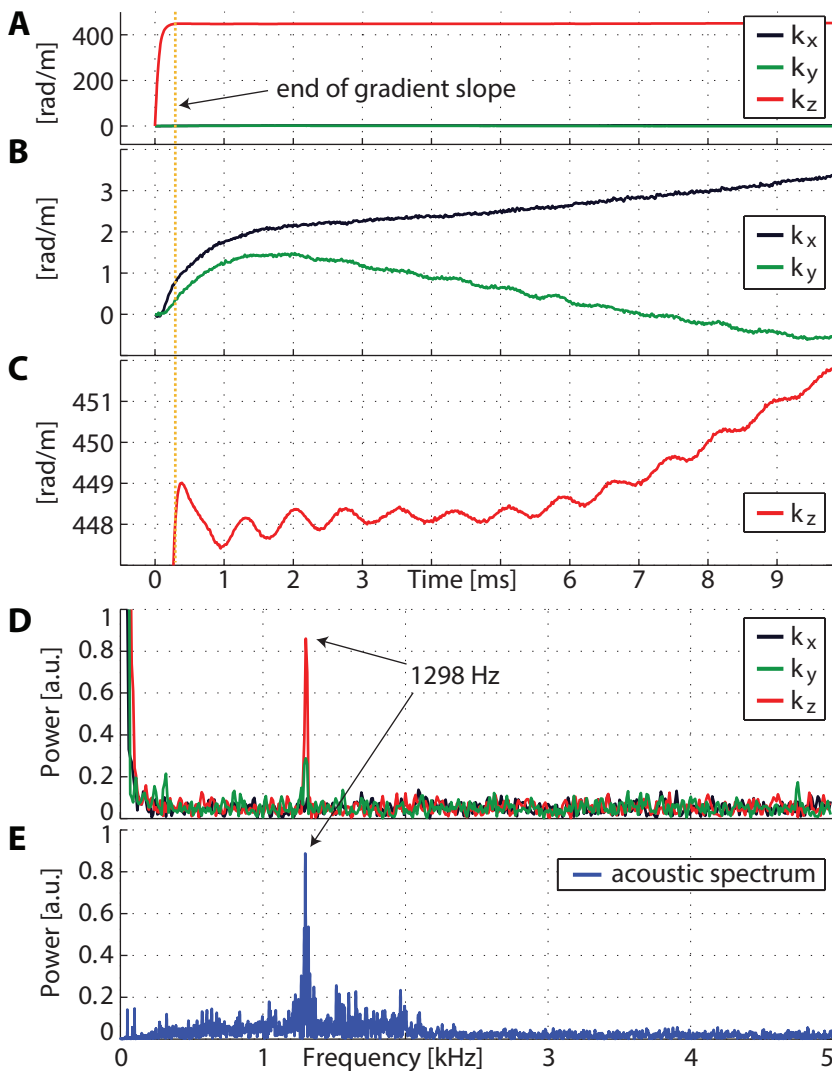 A
[rad/m]
400
200
0
end of gradient slope
kx
ky
kz
B
[rad/m]
3
2
1
0
kx
ky
C
[rad/m]
451
450
449
448
kz
0 1 2 3 Time [ms] 6 7 8 9
D
Power [a.u.]
1
0.8
0.6
0.4
0.2
0
1298 Hz
kx
ky
kz
E
Power [a.u.]
1
0.8
0.6
0.4
0.2
0
acoustic spectrum
0 1 Frequency [kHz] 3 4 5